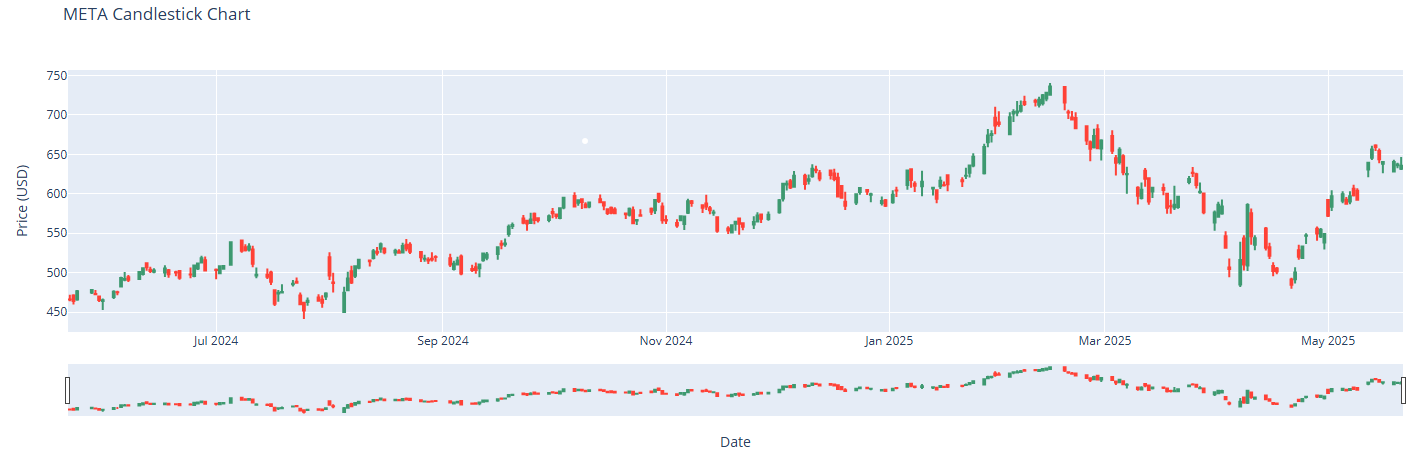 META Candlestick Chart
750
700
650
600
550
500
450
Price (USD)
Jul 2024
Sep 2024
Nov 2024
Jan 2025
Mar 2025
May 2025
Date